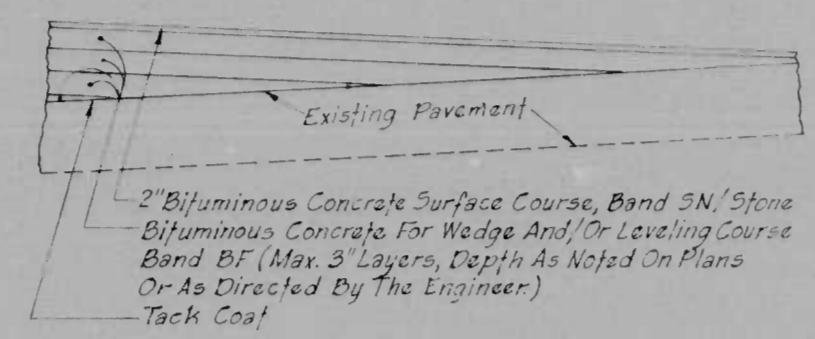 Existing Pavement
2" Bituminous Concrete Surface Course, Band SN/Stone
Bituminous Concrete For Wedge And/Or Leveling Course
Band BF (Max. 3" Layers, Depth As Noted On Plans
Or As Directed By The Engineer.)
Tack Coat